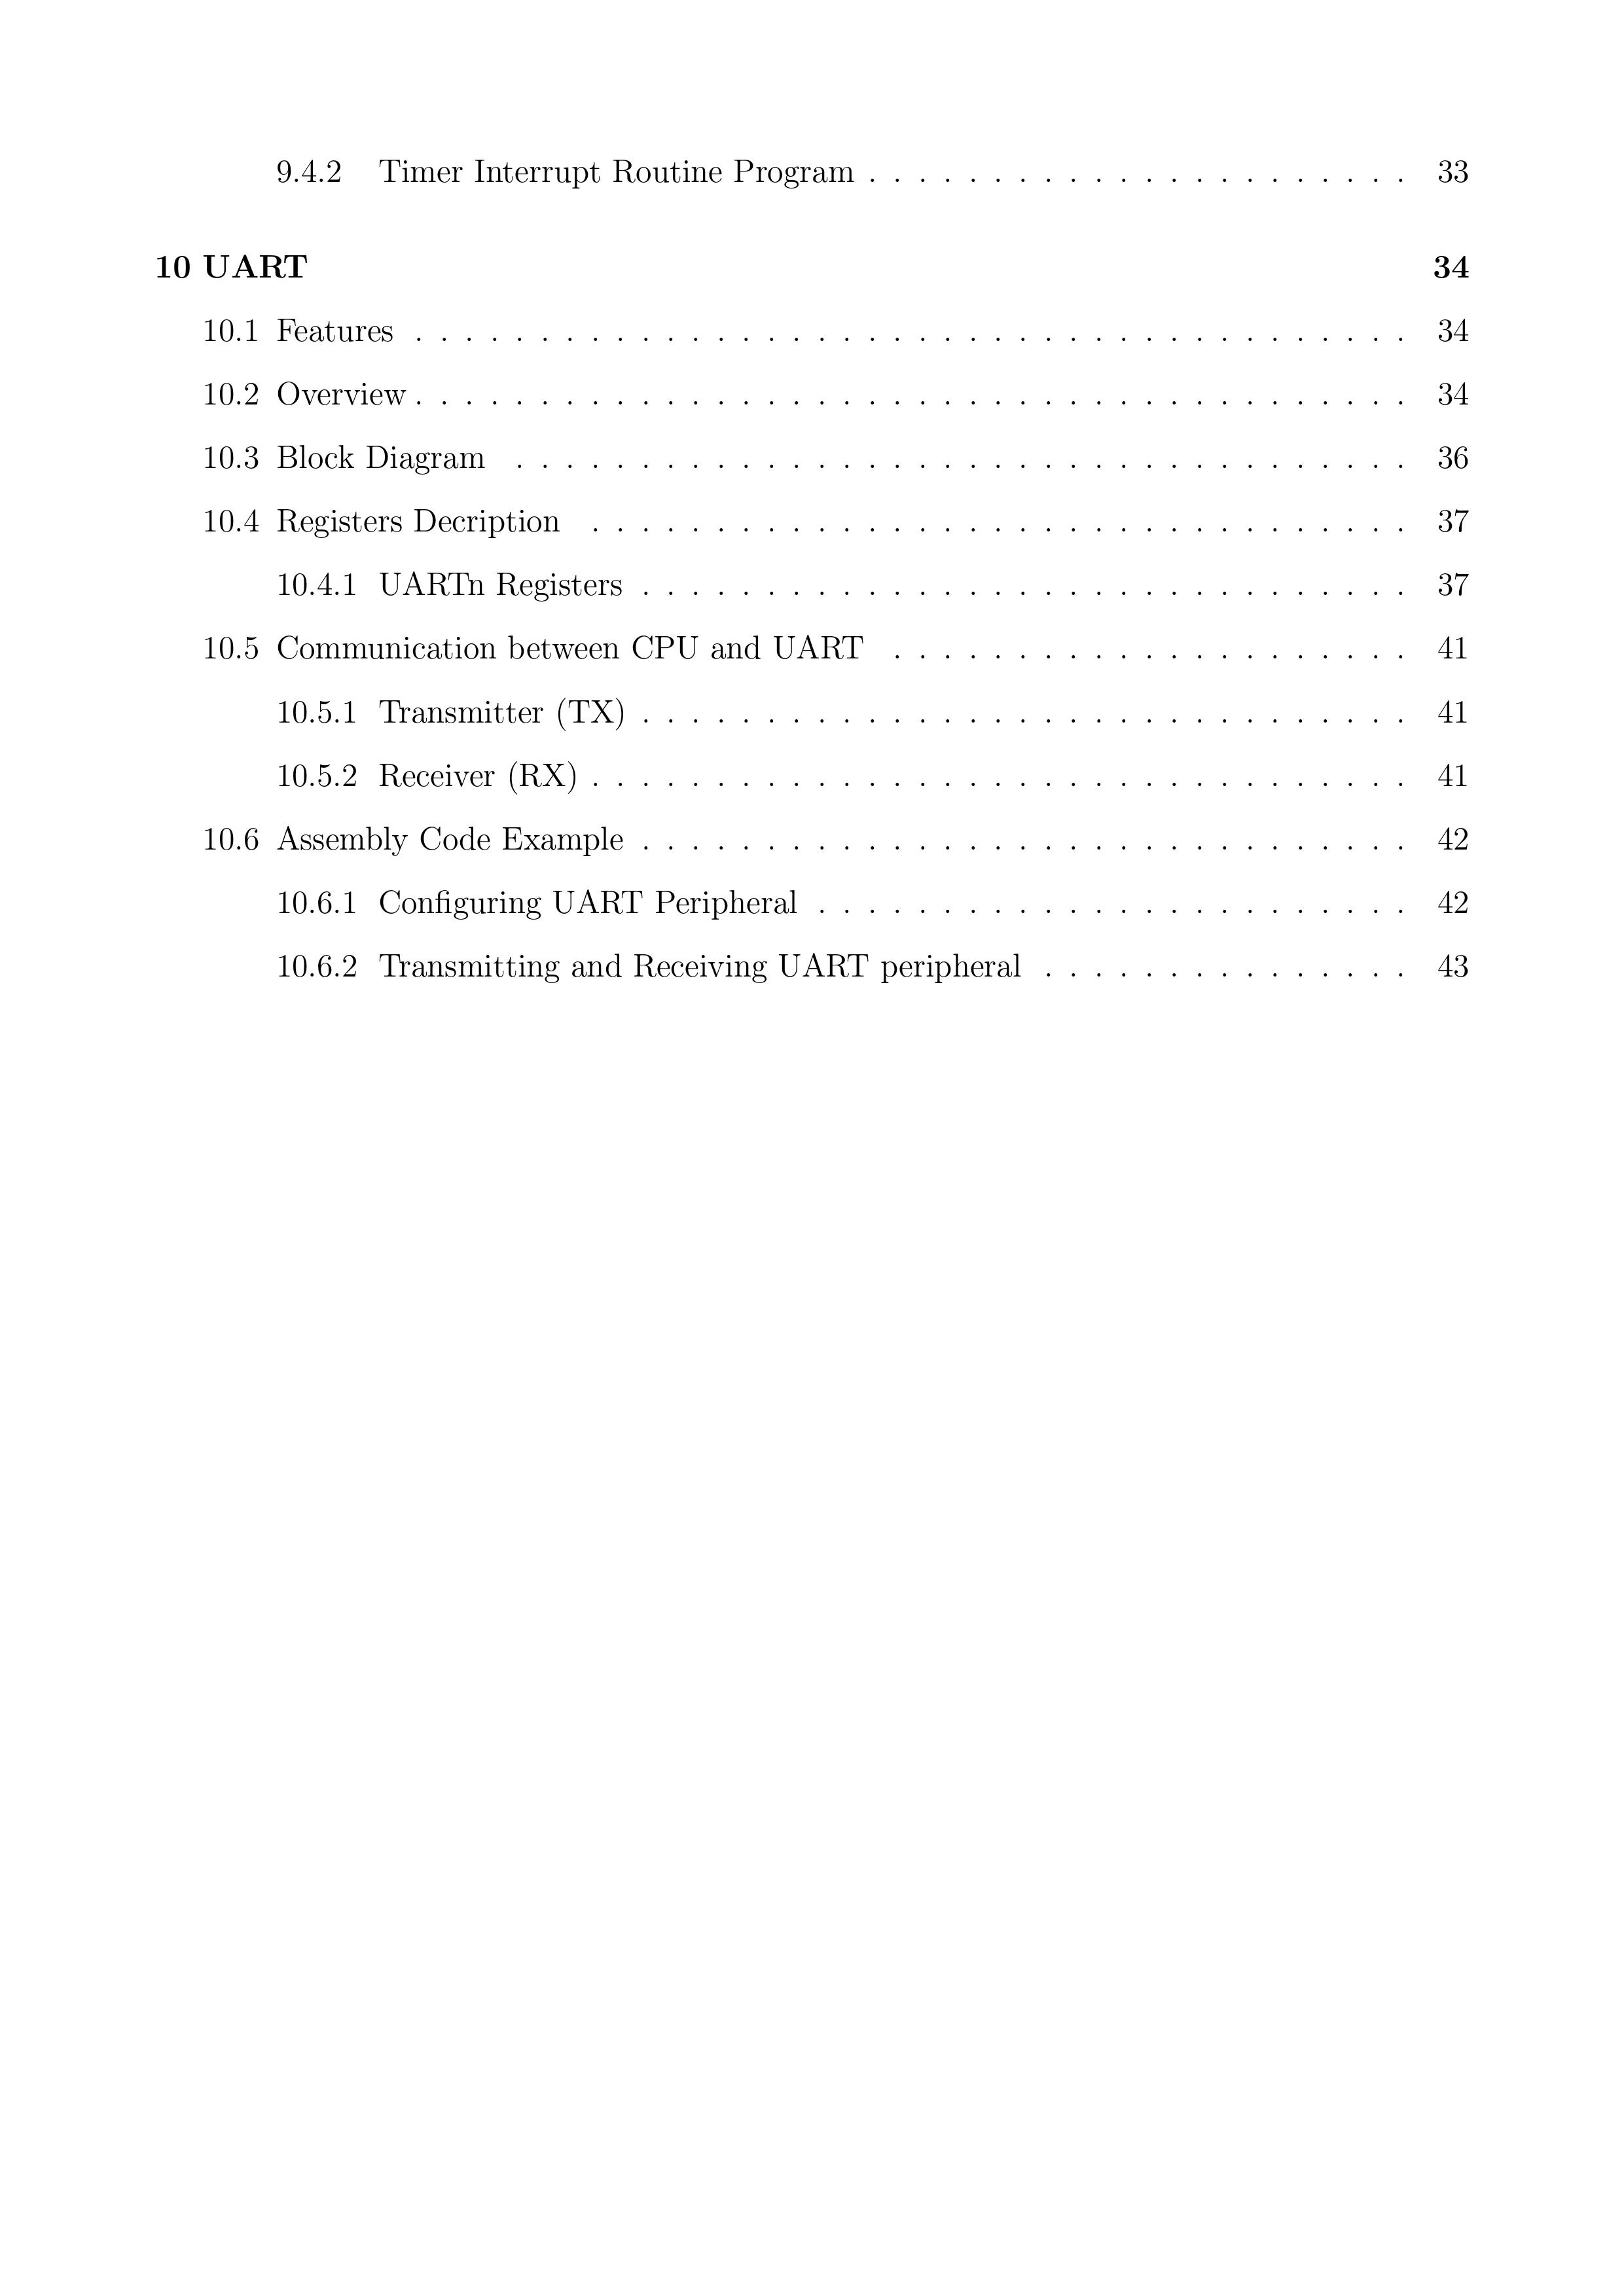 9.4.2 Timer Interrupt Routine Program . . . . . . . . . . . . . . . . . . . . . . 33
10 UART 34
10.1 Features . . . . . . . . . . . . . . . . . . . . . . . . . . . . . . . . . . . . . . . . 34
10.2 Overview . . . . . . . . . . . . . . . . . . . . . . . . . . . . . . . . . . . . . . . . 34
10.3 Block Diagram . . . . . . . . . . . . . . . . . . . . . . . . . . . . . . . . . . . . 36
10.4 Registers Decription . . . . . . . . . . . . . . . . . . . . . . . . . . . . . . . . . 37
10.4.1 UARTn Registers . . . . . . . . . . . . . . . . . . . . . . . . . . . . . . . 37
10.5 Communication between CPU and UART . . . . . . . . . . . . . . . . . . . . . 41
10.5.1 Transmitter (TX) . . . . . . . . . . . . . . . . . . . . . . . . . . . . . . . 41
10.5.2 Receiver (RX) . . . . . . . . . . . . . . . . . . . . . . . . . . . . . . . . . 41
10.6 Assembly Code Example . . . . . . . . . . . . . . . . . . . . . . . . . . . . . . . 42
10.6.1 Configuring UART Peripheral . . . . . . . . . . . . . . . . . . . . . . . . 42
10.6.2 Transmitting and Receiving UART peripheral . . . . . . . . . . . . . . . 43